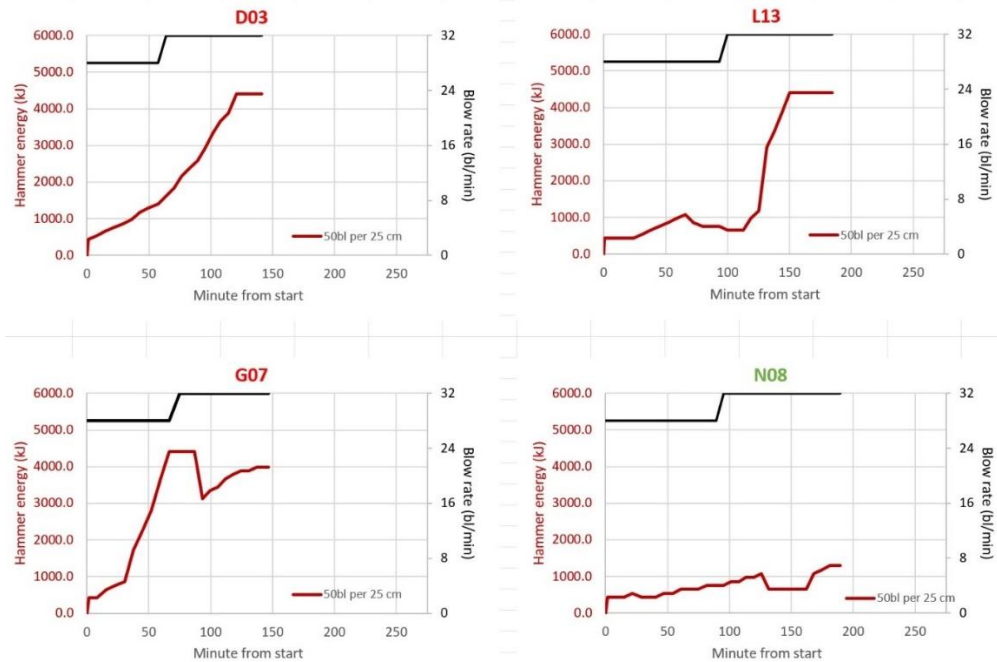 D03
6000.0
5000.0
4000.0
3000.0
2000.0
1000.0
0.0
Hammer energy (kJ)
32
24
16
8
0
Blow rate (bl/min)
50bl per 25 cm
0 50 100 150 200 250
Minute from start
L13
6000.0
5000.0
4000.0
3000.0
2000.0
1000.0
0.0
Hammer energy (kJ)
32
24
16
8
0
Blow rate (bl/min)
50bl per 25 cm
0 50 100 150 200 250
Minute from start
G07
6000.0
5000.0
4000.0
3000.0
2000.0
1000.0
0.0
Hammer energy (kJ)
32
24
16
8
0
Blow rate (bl/min)
50bl per 25 cm
0 50 100 150 200 250
Minute from start
N08
6000.0
5000.0
4000.0
3000.0
2000.0
1000.0
0.0
Hammer energy (kJ)
32
24
16
8
0
Blow rate (bl/min)
50bl per 25 cm
0 50 100 150 200 250
Minute from start